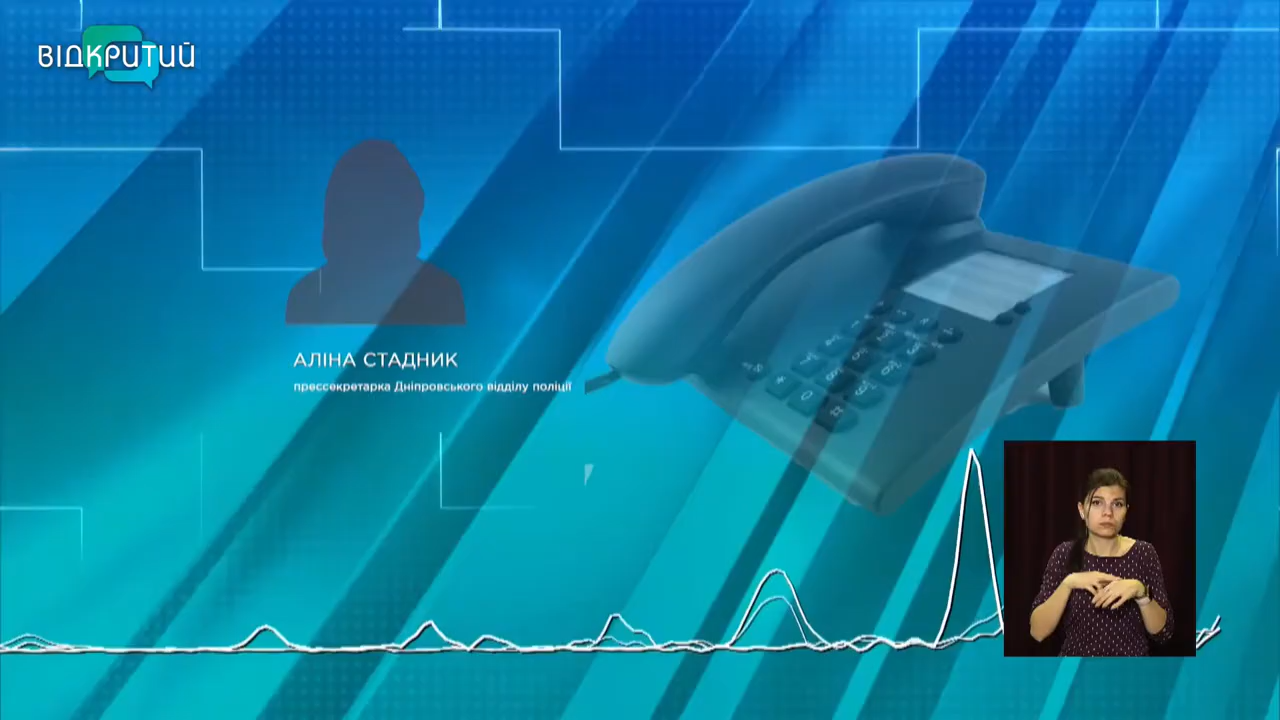 ВІДКРИТИЙ
АЛІНА СТАДНИК
прессекретарка Дніпровського відділу поліції